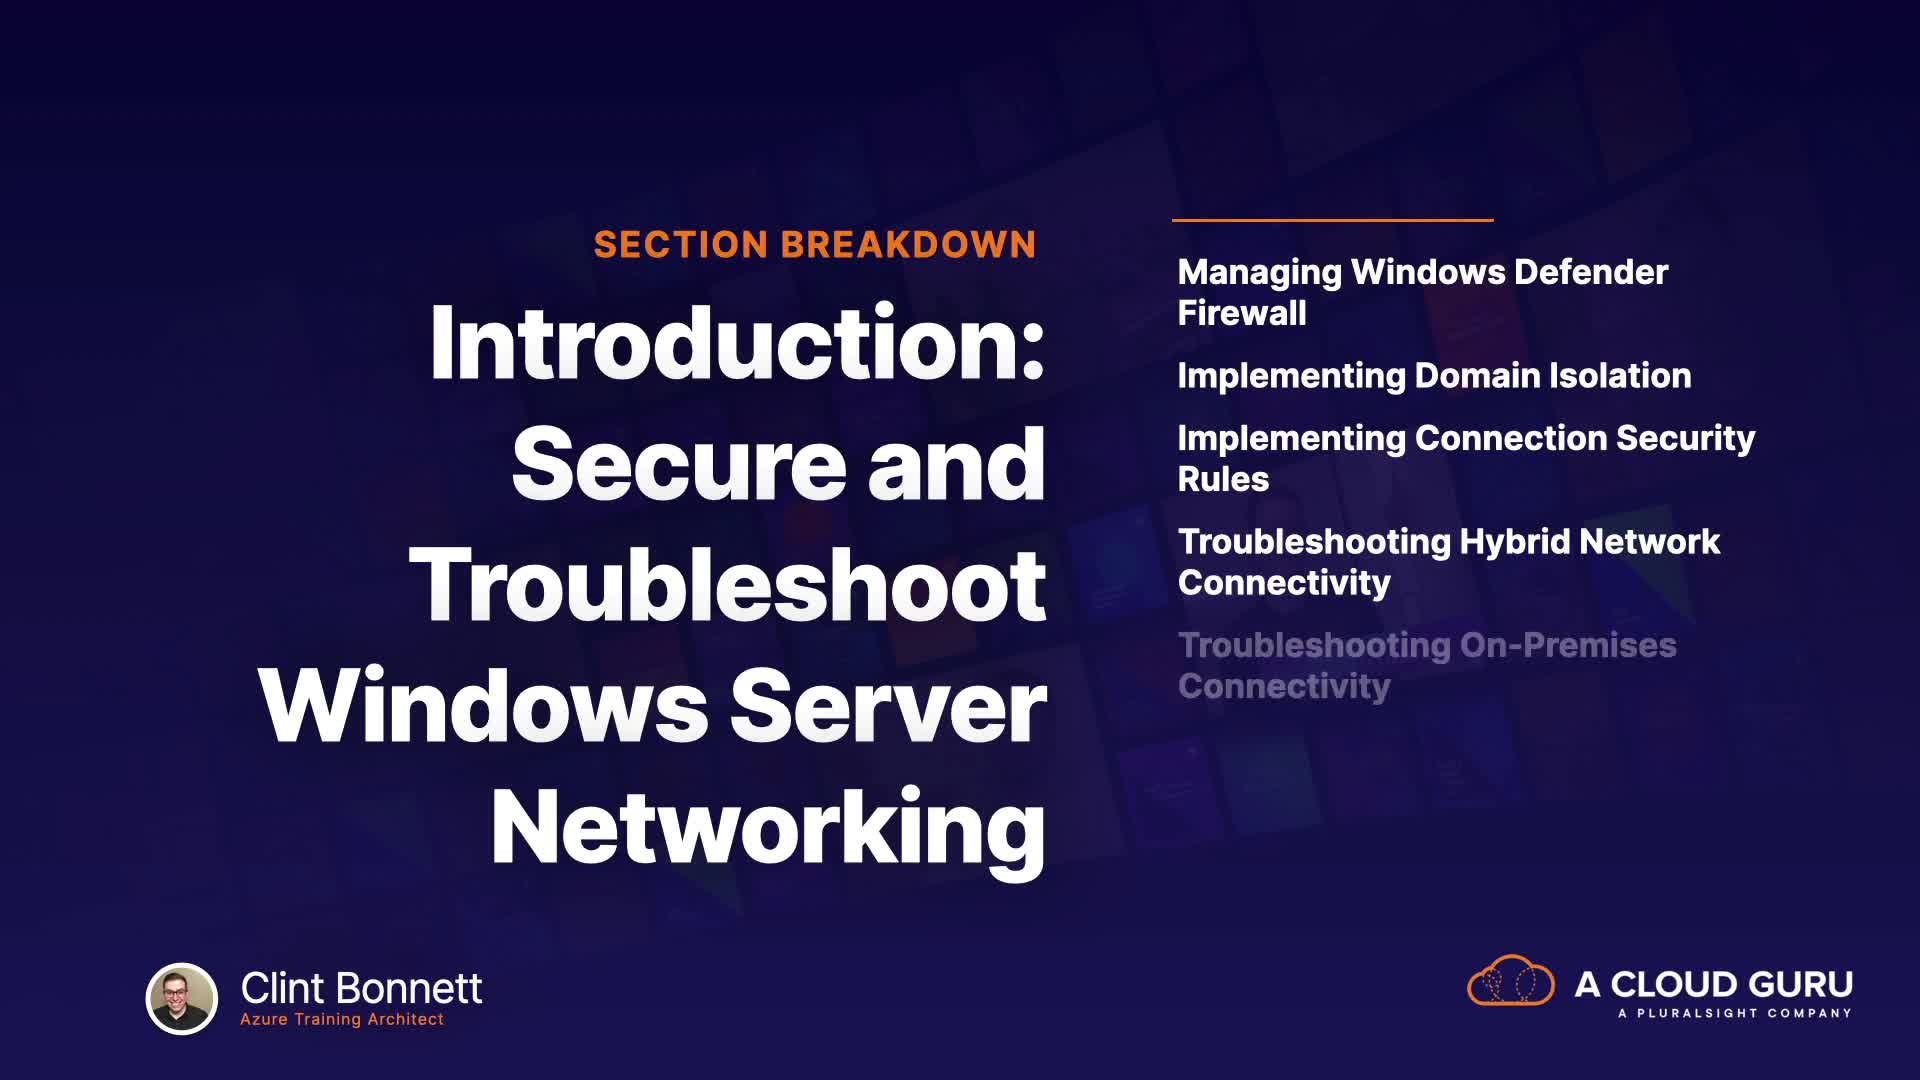 SECTION BREAKDOWN
Introduction:
Secure and
Troubleshoot
Windows Server
Networking
Managing Windows Defender
Firewall
Implementing Domain Isolation
Implementing Connection Security
Rules
Troubleshooting Hybrid Network
Connectivity
Troubleshooting On-Premises
Connectivity
Clint Bonnett
Azure Training Architect
A CLOUD GURU
A PLURALSIGHT COMPANY